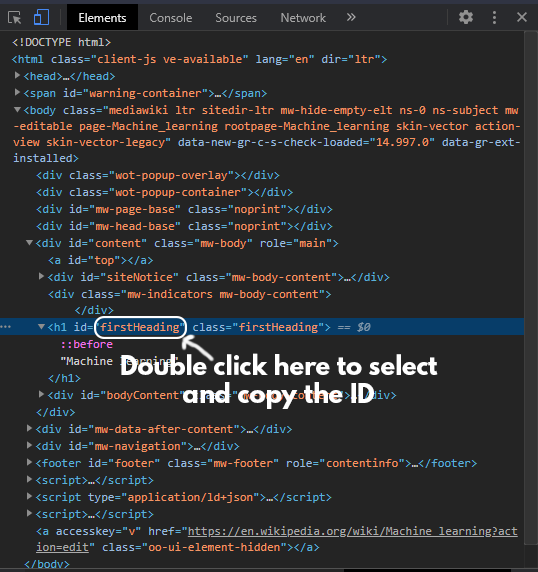 Elements Console Sources Network »
<!DOCTYPE html>
<html class="client-js ve-available" lang="en" dir="ltr">
<head>…</head>
<span id="warning-container">…</span>
<body class="mediawiki ltr sitedir-ltr mw-hide-empty-elt ns-0 ns-subject mw
-editable page-Machine_learning rootpage-Machine_learning skin-vector action-
view skin-vector-legacy" data-new-gr-c-s-check-loaded="14.997.0" data-gr-ext-
installed>
<div class="wot-popup-overlay"></div>
<div class="wot-popup-container"></div>
<div id="mw-page-base" class="noprint"></div>
<div id="mw-head-base" class="noprint"></div>
<div id="content" class="mw-body" role="main">
<a id="top"></a>
<div id="siteNotice" class="mw-body-content">…</div>
<div class="mw-indicators mw-body-content">
</div>
<h1 id="firstHeading" class="firstHeading"> == $0
::before
"Machine learning"
Double click here to select
</h1>
and copy the ID
<div id="bodyContent" …</div>
</div>
<div id="mw-data-after-content">…</div>
<div id="mw-navigation">…</div>
<footer id="footer" class="mw-footer" role="contentinfo">…</footer>
<script>…</script>
<script type="application/ld+json">…</script>
<script>…</script>
<a accesskey="v" href="https://en.wikipedia.org/wiki/Machine_learning?act
ion=edit" class="oo-ui-element-hidden"></a>
</body>